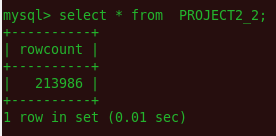 mysql> select * from  PROJECT2_2;
+----------+
| rowcount |
+----------+
|   213986 |
+----------+
1 row in set (0.01 sec)